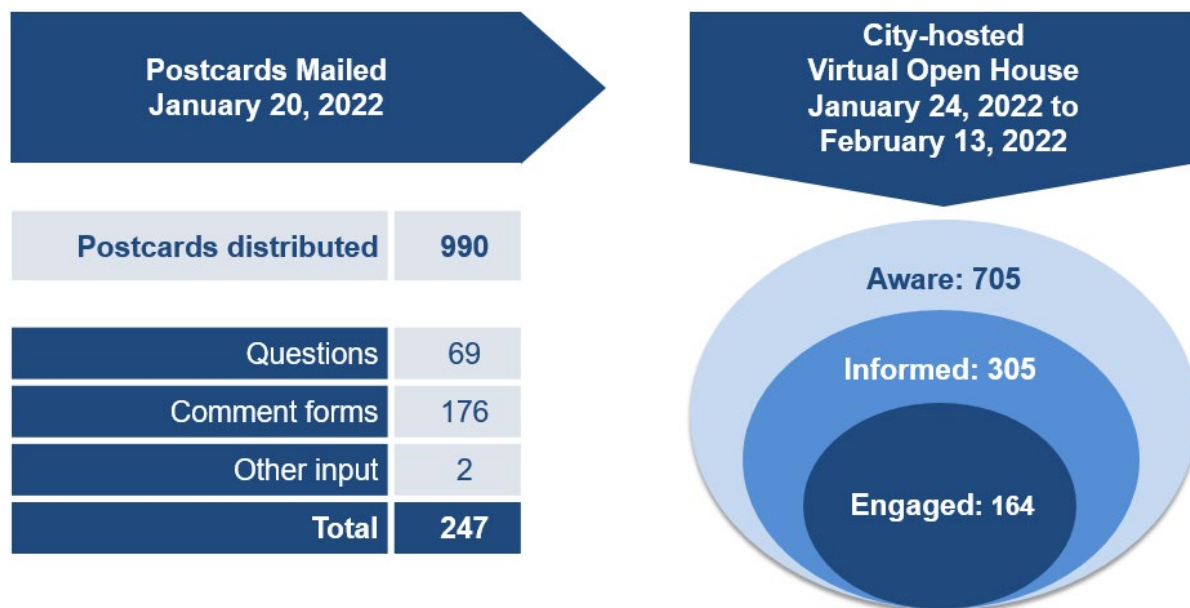 Postcards Mailed
January 20, 2022
City-hosted
Virtual Open House
January 24, 2022 to
February 13, 2022
Postcards distributed 990
Questions 69
Comment forms 176
Other input 2
Total 247
Aware: 705
Informed: 305
Engaged: 164